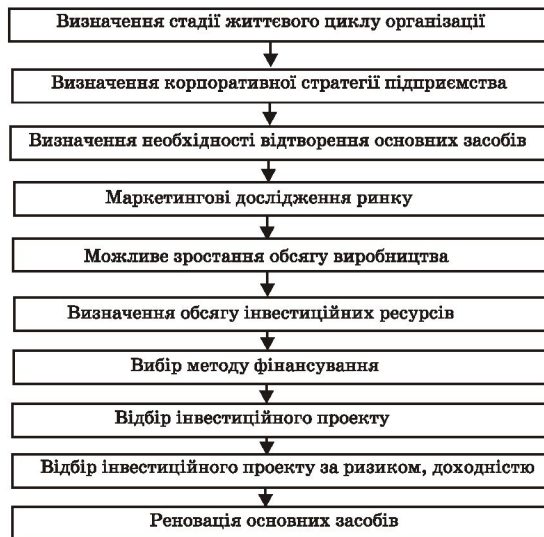 Визначення стадії життєвого циклу організації
Визначення корпоративної стратегії підприємства
Визначення необхідності відтворення основних засобів
Маркетингові дослідження ринку
Можливе зростання обсягу виробництва
Визначення обсягу інвестиційних ресурсів
Вибір методу фінансування
Відбір інвестиційного проекту
Відбір інвестиційного проекту за ризиком, доходністю
Реновація основних засобів